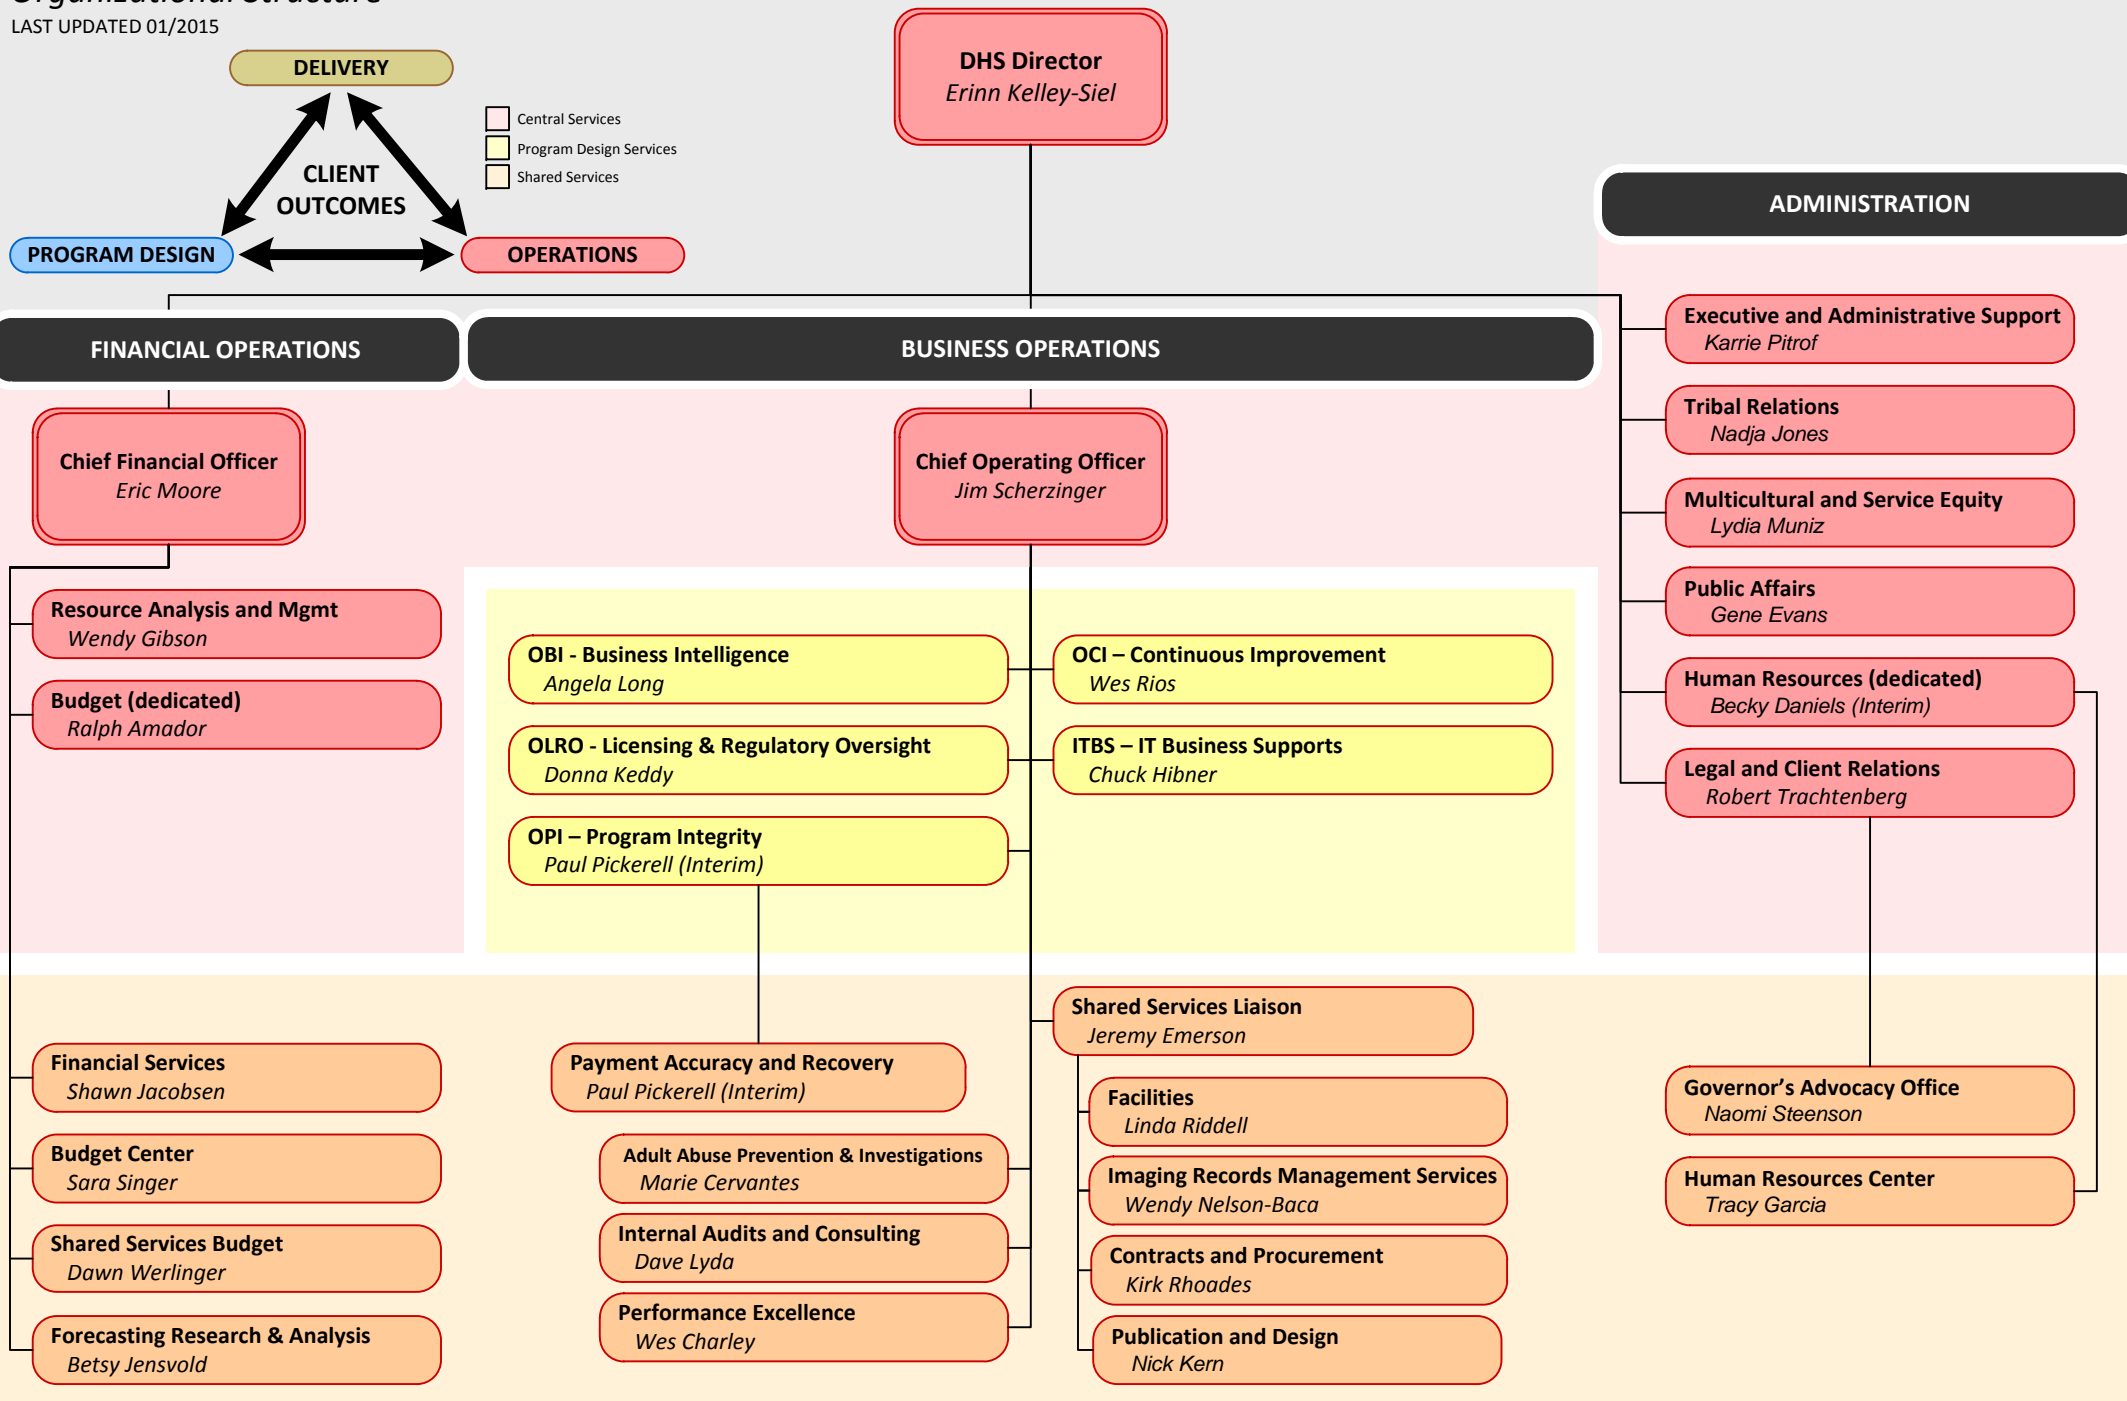 Organizational Structure
LAST UPDATED 01/2015
DELIVERY
CLIENT
OUTCOMES
PROGRAM DESIGN
OPERATIONS
Central Services
Program Design Services
Shared Services
DHS Director
Erinn Kelley-Siel
ADMINISTRATION
FINANCIAL OPERATIONS
BUSINESS OPERATIONS
Chief Financial Officer
Eric Moore
Resource Analysis and Mgmt
Wendy Gibson
Budget (dedicated)
Ralph Amador
Financial Services
Shawn Jacobsen
Budget Center
Sara Singer
Shared Services Budget
Dawn Werlinger
Forecasting Research & Analysis
Betsy Jensvold
Chief Operating Officer
Jim Scherzinger
OBI - Business Intelligence
Angela Long
OCI – Continuous Improvement
Wes Rios
OLRO - Licensing & Regulatory Oversight
Donna Keddy
ITBS – IT Business Supports
Chuck Hibner
OPI – Program Integrity
Paul Pickerell (Interim)
Payment Accuracy and Recovery
Paul Pickerell (Interim)
Adult Abuse Prevention & Investigations
Marie Cervantes
Internal Audits and Consulting
Dave Lyda
Performance Excellence
Wes Charley
Shared Services Liaison
Jeremy Emerson
Facilities
Linda Riddell
Imaging Records Management Services
Wendy Nelson-Baca
Contracts and Procurement
Kirk Rhoades
Publication and Design
Nick Kern
Executive and Administrative Support
Karrie Pitrof
Tribal Relations
Nadja Jones
Multicultural and Service Equity
Lydia Muniz
Public Affairs
Gene Evans
Human Resources (dedicated)
Becky Daniels (Interim)
Legal and Client Relations
Robert Trachtenberg
Governor’s Advocacy Office
Naomi Steenson
Human Resources Center
Tracy Garcia